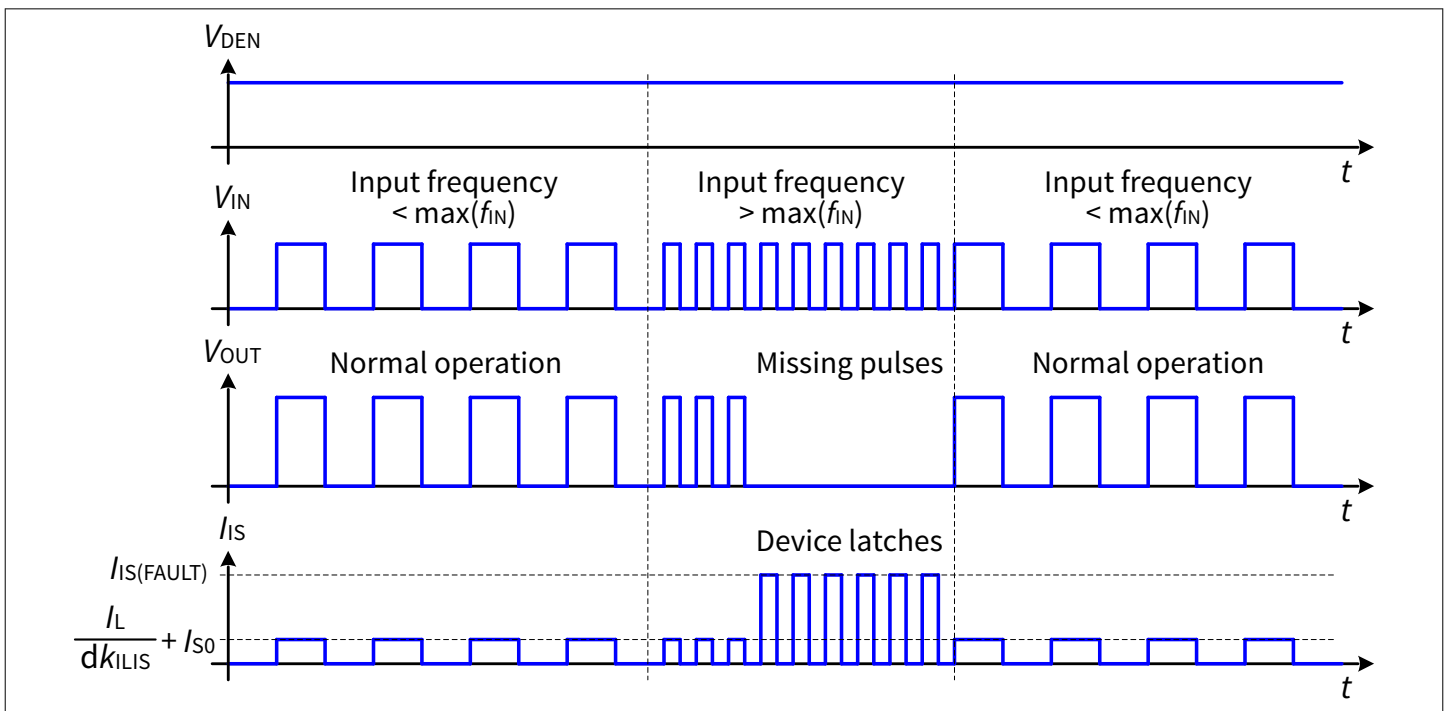 VDEN
t
Input frequency
< max(fIN)
Input frequency
> max(fIN)
Input frequency
< max(fIN)
VIN
t
VOUT
Normal operation
Missing pulses
Normal operation
t
IIS
Device latches
IIS(FAULT)
IL
dkILIS
+ IS0
t